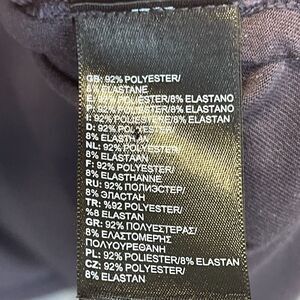 GB: 92% POLYESTER/
8% ELASTANE
E: 92% POLIESTER/8% ELASTANO
P: 92% POLIÉSTER/8% ELASTANO
I: 92% POLIESTERE/8% ELASTAN
D: 92% POLYESTER/
8% ELASTHAN
NL: 92% POLYESTER/
8% ELASTAAN
F: 92% POLYESTER/
8% ELASTHANNE
RU: 92% ПОЛИЭСТЕР/
8% ЭЛАСТАН
TR: %92 POLYESTER/
%8 ELASTAN
GR: 92% ΠΟΛΥΕΣΤΕΡΑΣ/
8% ΕΛΑΣΤΟΜΕΡΗΣ
ΠΟΛΥΟΥΡΕΘΑΝΗ
PL: 92% POLIESTER/8% ELASTAN
CZ: 92% POLYESTER/
8% ELASTAN